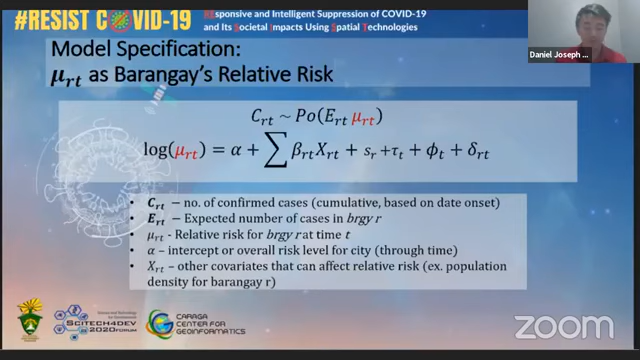 #RESIST COVID-19
REsponsive and Intelligent Suppression of COVID-19
and Its Societal Impacts Using Spatial Technologies
Daniel Joseph ...
Model Specification:
μrt as Barangay's Relative Risk
Crt ~ Po(Ert μrt)
log(μrt) = α + ∑ βrtXrt + sr +τt + ϕt + δrt
• Crt – no. of confirmed cases (cumulative, based on date onset)
• Ert – Expected number of cases in brgy r
• μrt - Relative risk for brgy r at time t
• α – intercept or overall risk level for city (through time)
• Xrt – other covariates that can affect relative risk (ex. population
density for barangay r)
SCITECH4DEV
2020FORUM
CARAGA
CENTER FOR
GEOINFORMATICS
zoom